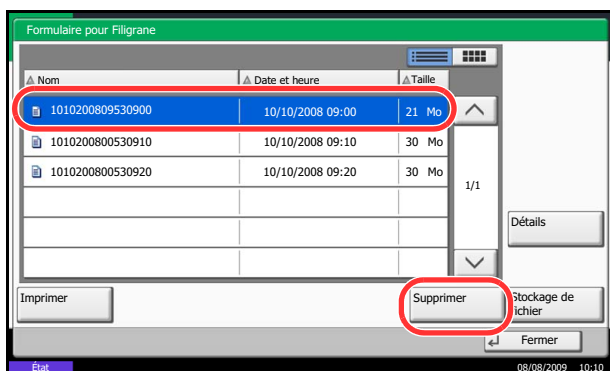 Formulaire pour Filigrane
Nom Date et heure Taille
1010200809530900 10/10/2008 09:00 21 Mo
1010200800530910 10/10/2008 09:10 30 Mo
1010200800530920 10/10/2008 09:20 30 Mo
1/1
Détails
Imprimer Supprimer Stockage de
fichier
Fermer
État 08/08/2009 10:10